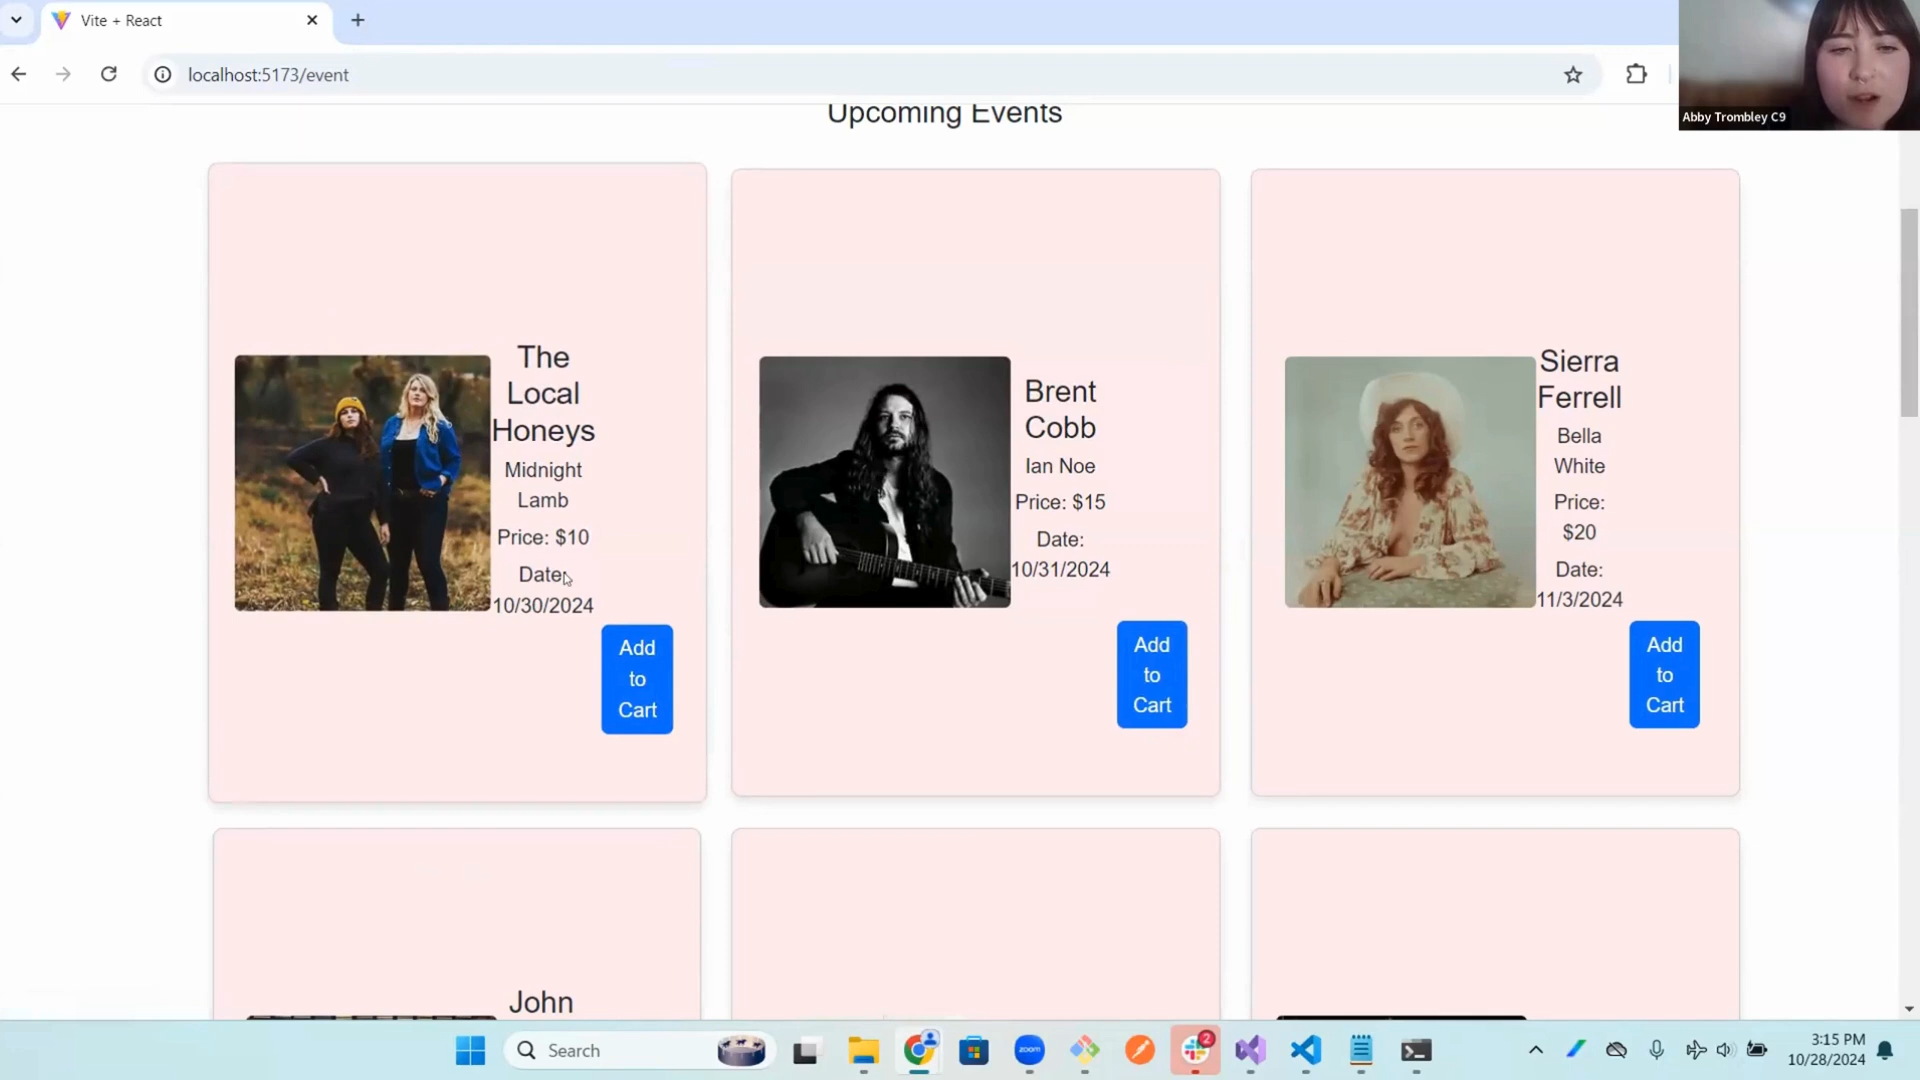 Vite + React
localhost:5173/event
Abby Trombley C9
Upcoming Events
The
Local
Honeys
Midnight
Lamb
Price: $10
Date:
10/30/2024
Add
to
Cart
Brent
Cobb
Ian Noe
Price: $15
Date:
10/31/2024
Add
to
Cart
Sierra
Ferrell
Bella
White
Price:
$20
Date:
11/3/2024
Add
to
Cart
John
Search
zoom
2
3:15 PM
10/28/2024